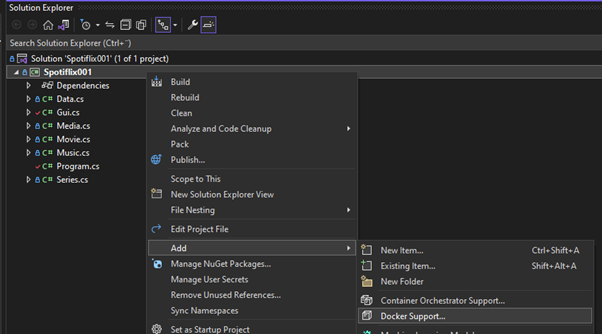 Solution Explorer
Search Solution Explorer (Ctrl+¨)
Solution 'Spotiflix001' (1 of 1 project)
Spotiflix001
Dependencies
C# Data.cs
C# Gui.cs
C# Media.cs
C# Movie.cs
C# Music.cs
C# Program.cs
C# Series.cs
Build
Rebuild
Clean
Analyze and Code Cleanup
Pack
Publish...
Scope to This
New Solution Explorer View
File Nesting
Edit Project File
Add
Manage NuGet Packages...
Manage User Secrets
Remove Unused References...
Sync Namespaces
Set as Startup Project
New Item... Ctrl+Shift+A
Existing Item... Shift+Alt+A
New Folder
Container Orchestrator Support...
Docker Support...